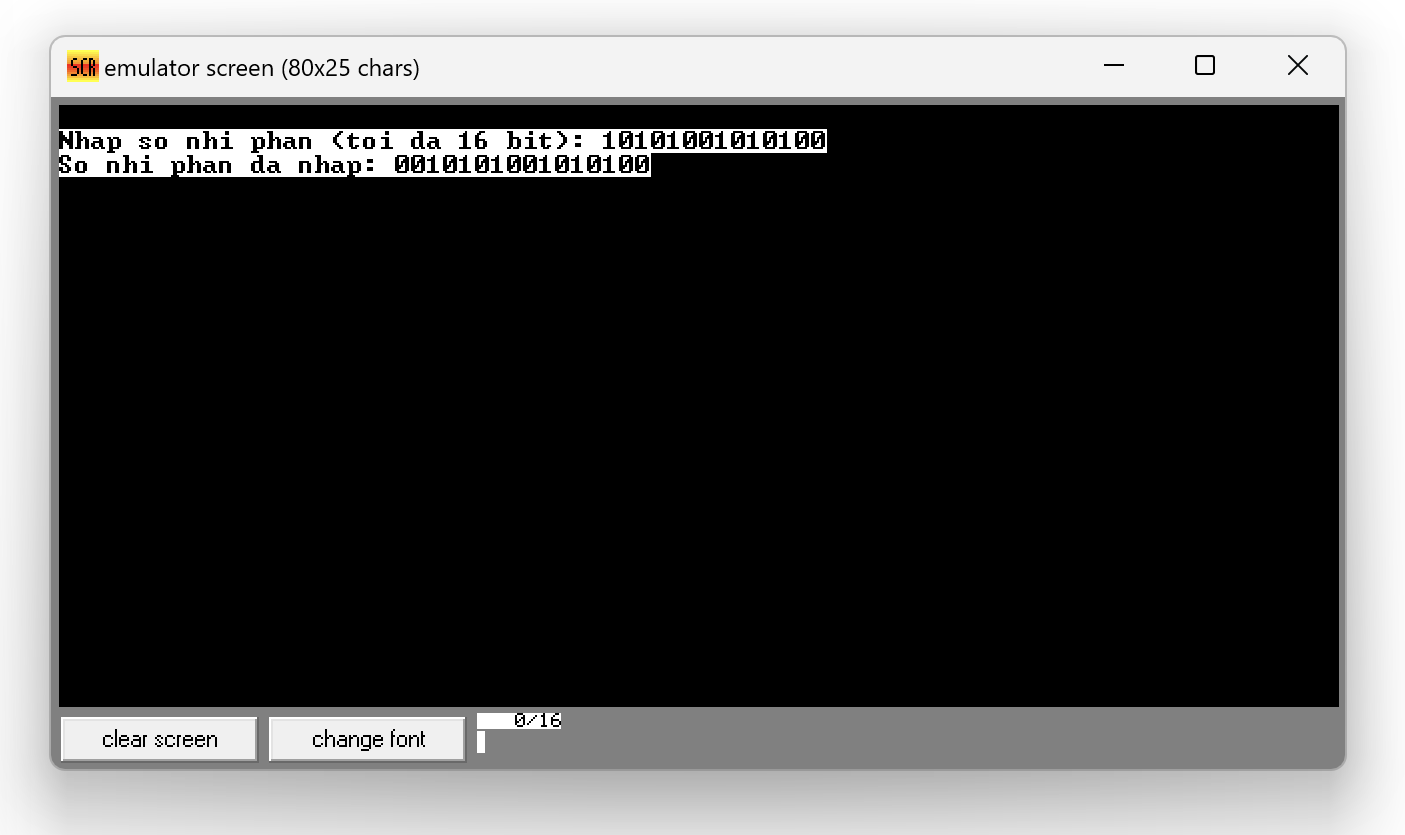 SCR emulator screen (80x25 chars)
Nhap so nhi phan (toi da 16 bit): 10101001010100
So nhi phan da nhap: 0010101001010100
clear screen
change font
0/16